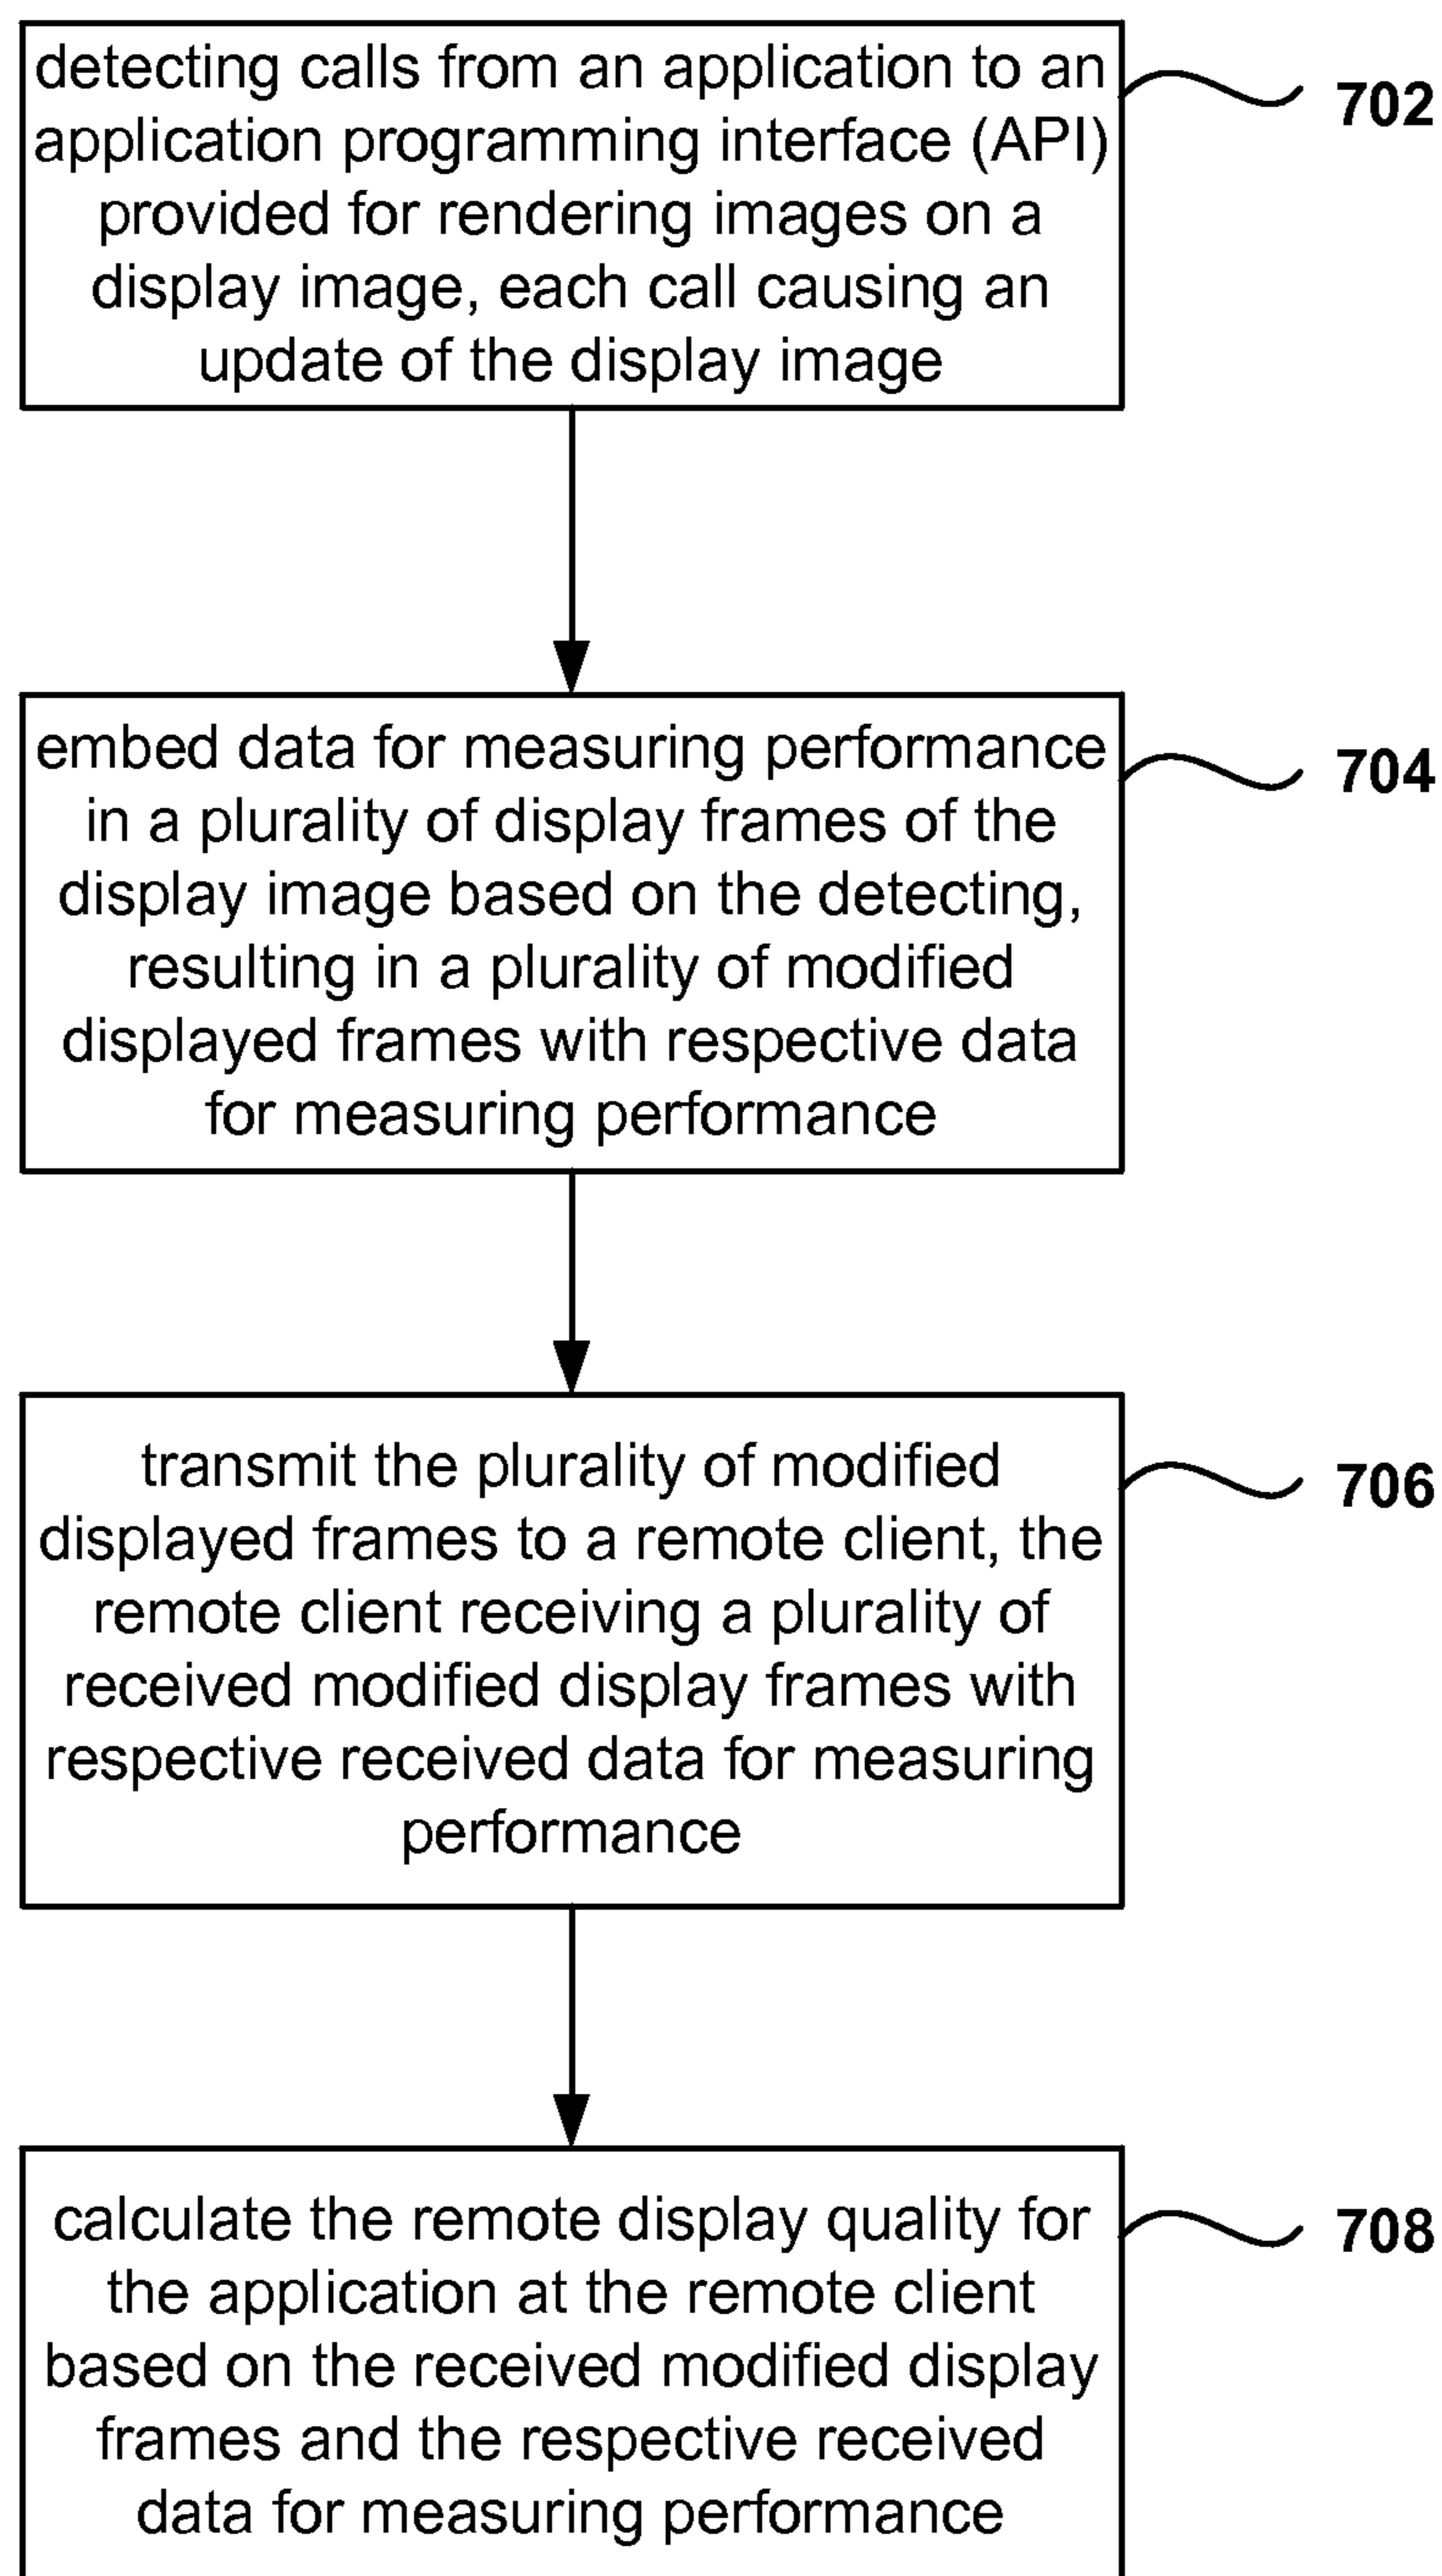 detecting calls from an application to an
702
application programming interface (API)
provided for rendering images on a
display image, each call causing an
update of the display image
embed data for measuring performance
704
in a plurality of display frames of the
display image based on the detecting,
resulting in a plurality of modified
displayed frames with respective data
for measuring performance
transmit the plurality of modified
706
displayed frames to a remote client, the
remote client receiving a plurality of
received modified display frames with
respective received data for measuring
performance
calculate the remote display quality for
708
the application at the remote client
based on the received modified display
frames and the respective received
data for measuring performance